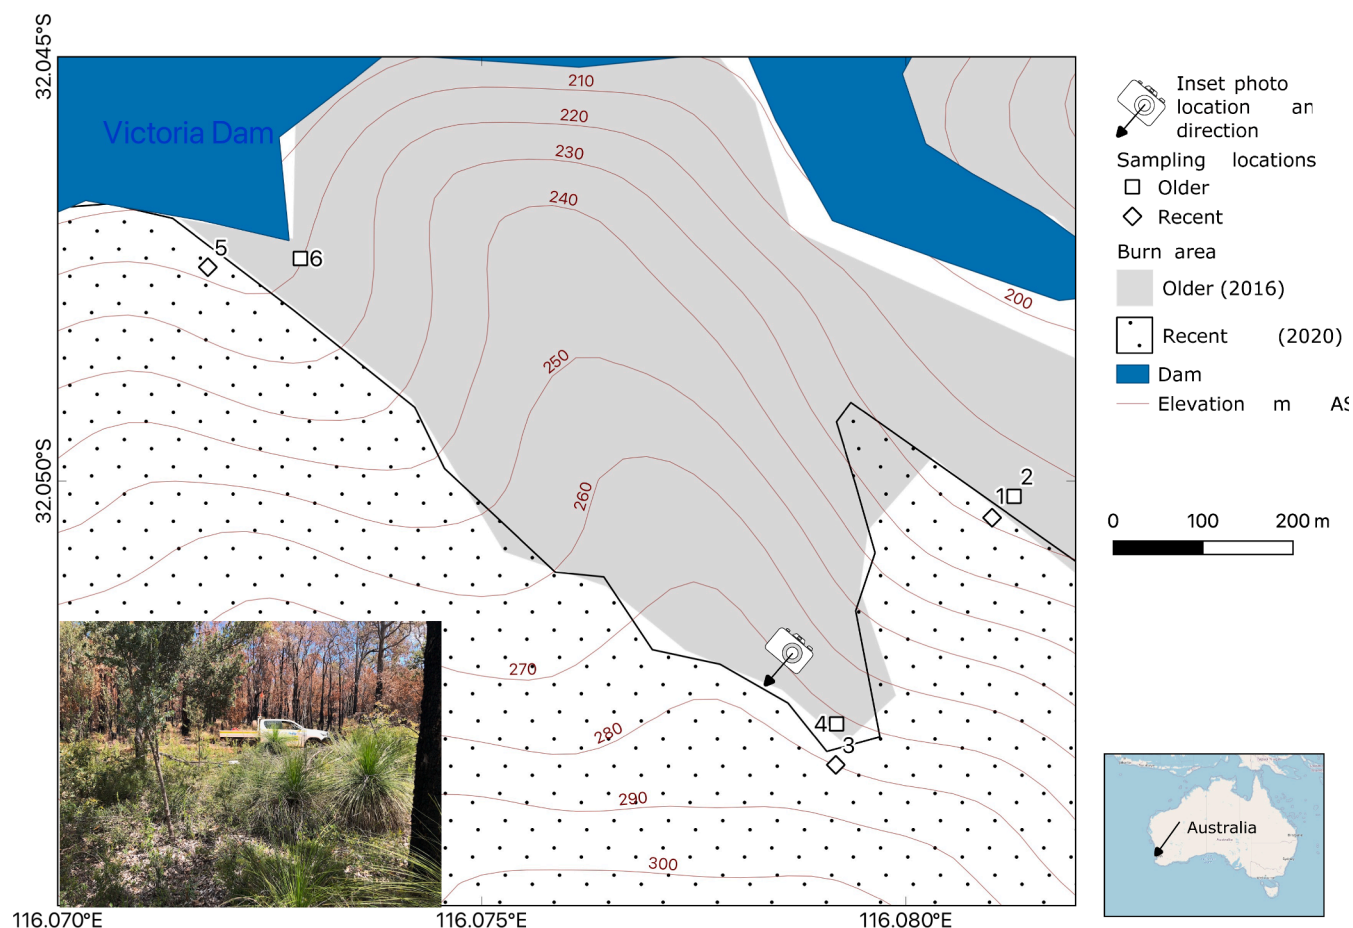 32.045°S
32.050°S
116.070°E
116.075°E
116.080°E
Victoria Dam
210
220
230
240
250
260
270
280
290
300
200
5
6
2
1
4
3
Inset photo
location an
direction
Sampling locations
Older
Recent
Burn area
Older (2016)
Recent (2020)
Dam
Elevation m AS
0 100 200 m
Australia